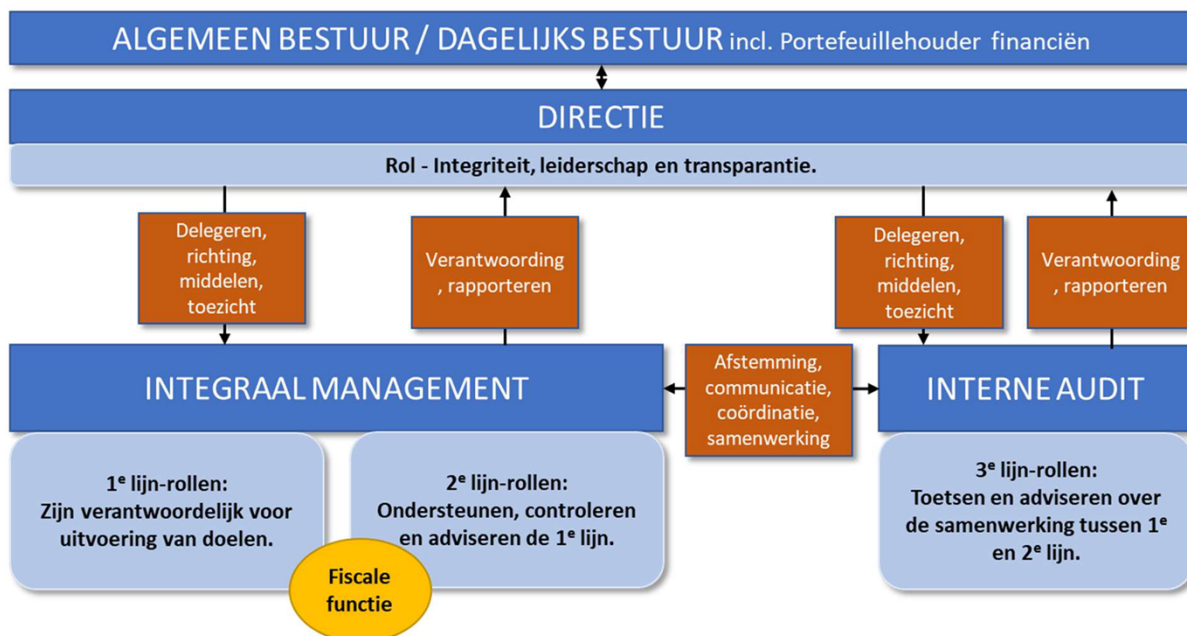 ALGEMEEN BESTUUR / DAGELIJKS BESTUUR incl. Portefeuillehouder financiën
DIRECTIE
Rol - Integriteit, leiderschap en transparantie.
Delegeren,
richting,
middelen,
toezicht
Verantwoording
, rapporteren
Delegeren,
richting,
middelen,
toezicht
Verantwoording
, rapporteren
INTEGRAAL MANAGEMENT
Afstemming,
communicatie,
coördinatie,
samenwerking
INTERNE AUDIT
1e lijn-rollen:
Zijn verantwoordelijk voor
uitvoering van doelen.
2e lijn-rollen:
Ondersteunen, controleren
en adviseren de 1e lijn.
3e lijn-rollen:
Toetsen en adviseren over
de samenwerking tussen 1e
en 2e lijn.
Fiscale
functie